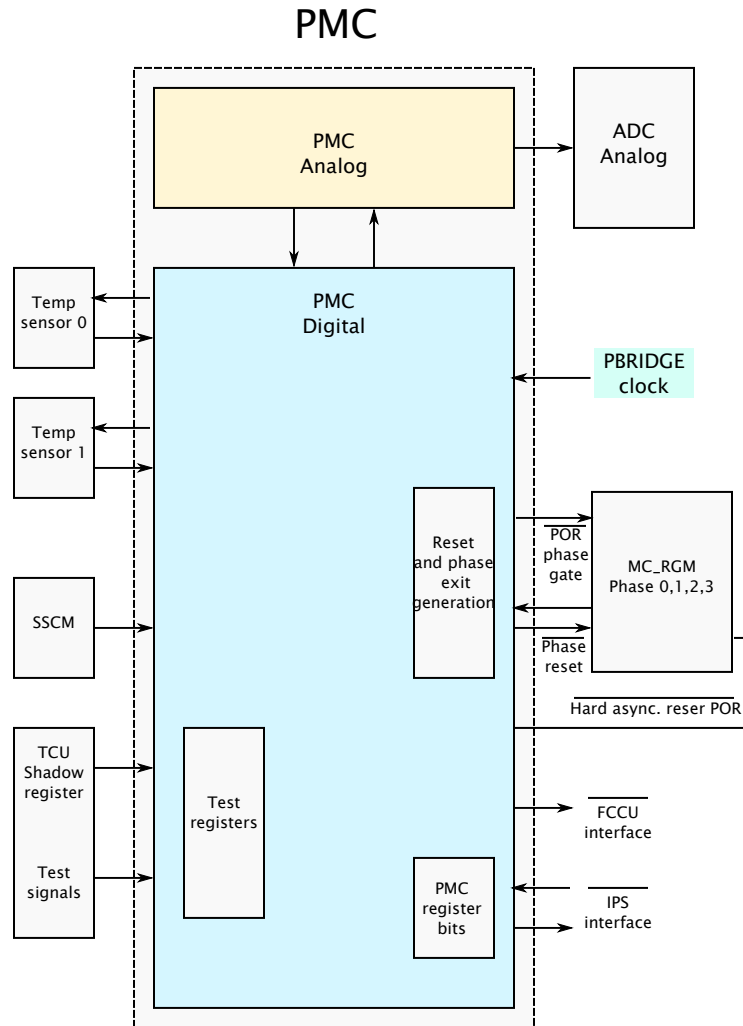 PMC
PMC
Analog
ADC
Analog
Temp
sensor 0
PMC
Digital
PBRIDGE
clock
Temp
sensor 1
Reset
and phase
exit
generation
POR
phase
gate
MC_RGM
Phase 0,1,2,3
SSCM
Phase
reset
Hard async. reser POR
TCU
Shadow
register
Test
registers
FCCU
interface
Test
signals
PMC
register
bits
IPS
interface